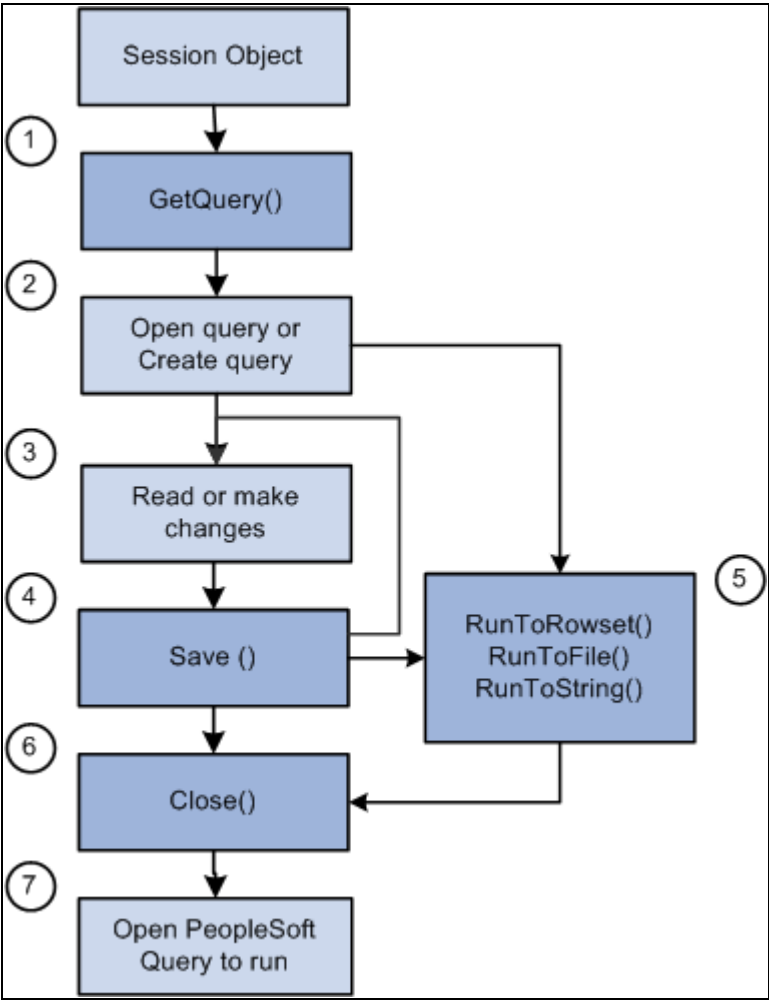 Session Object
1
GetQuery()
2
Open query or
Create query
3
Read or make
changes
4
Save ()
5
RunToRowset()
RunToFile()
RunToString()
6
Close()
7
Open PeopleSoft
Query to run